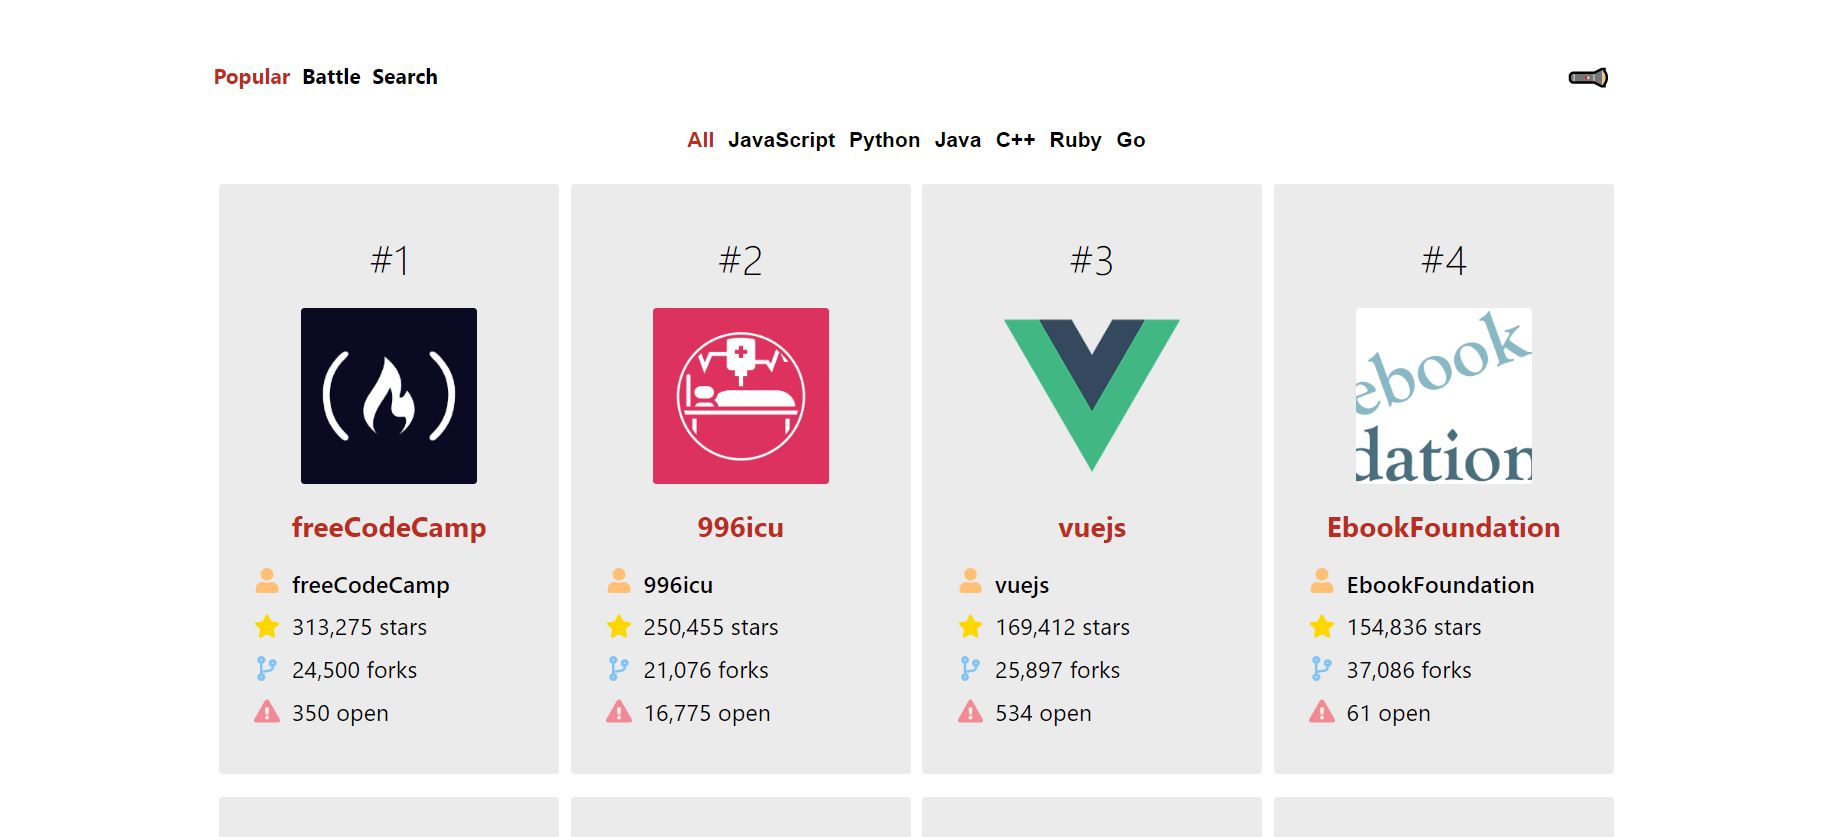 Popular Battle Search
All JavaScript Python Java C++ Ruby Go
#1
freeCodeCamp
freeCodeCamp
313,275 stars
24,500 forks
350 open
#2
996icu
996icu
250,455 stars
21,076 forks
16,775 open
#3
vuejs
vuejs
169,412 stars
25,897 forks
534 open
#4
ebook
dation
EbookFoundation
EbookFoundation
154,836 stars
37,086 forks
61 open